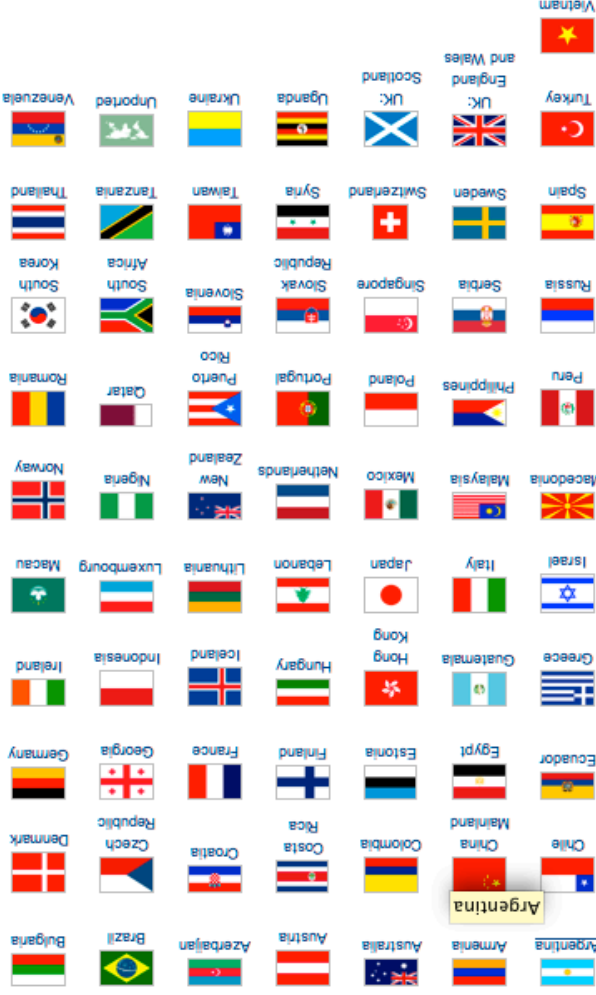 Argentina
Armenia
Australia
Austria
Azerbaijan
Brazil
Bulgaria
Argentina
Chile
China
Mainland
Colombia
Costa
Rica
Croatia
Czech
Republic
Denmark
Ecuador
Egypt
Estonia
Finland
France
Georgia
Germany
Greece
Guatemala
Hong
Kong
Hungary
Iceland
Indonesia
Ireland
Israel
Italy
Japan
Lebanon
Lithuania
Luxembourg
Macau
Macedonia
Malaysia
Mexico
Netherlands
New
Zealand
Nigeria
Norway
Peru
Philippines
Poland
Portugal
Puerto
Rico
Qatar
Romania
Russia
Serbia
Singapore
Slovak
Republic
Slovenia
South
Africa
South
Korea
Spain
Sweden
Switzerland
Syria
Taiwan
Tanzania
Thailand
Turkey
UK:
England
and Wales
UK:
Scotland
Uganda
Ukraine
Unported
Venezuela
Vietnam